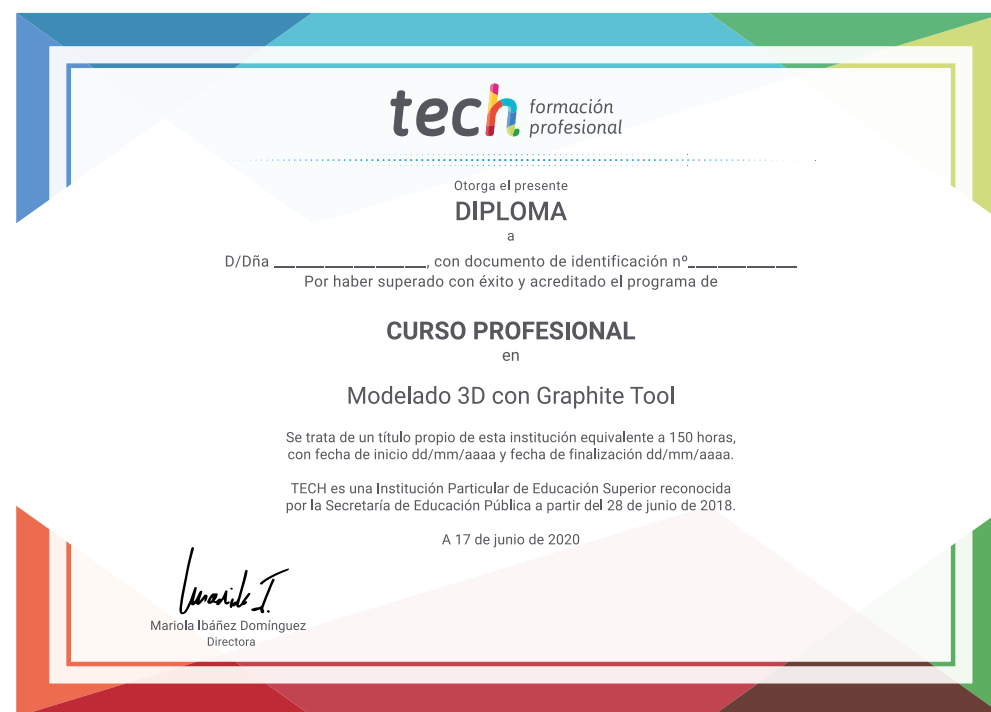 tech formación
profesional
Otorga el presente
DIPLOMA
a
D/Dña ______________, con documento de identificación nº__________
Por haber superado con éxito y acreditado el programa de
CURSO PROFESIONAL
en
Modelado 3D con Graphite Tool
Se trata de un título propio de esta institución equivalente a 150 horas,
con fecha de inicio dd/mm/aaaa y fecha de finalización dd/mm/aaaa.
TECH es una Institución Particular de Educación Superior reconocida
por la Secretaría de Educación Pública a partir del 28 de junio de 2018.
A 17 de junio de 2020
Mariola Ibáñez Domínguez
Directora